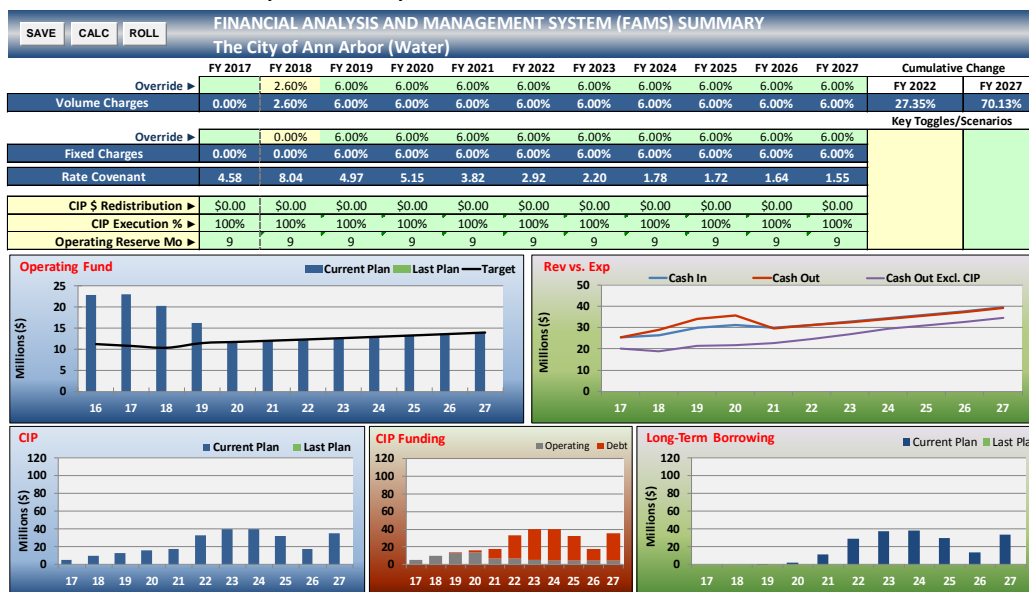 SAVE CALC ROLL
FINANCIAL ANALYSIS AND MANAGEMENT SYSTEM (FAMS) SUMMARY
The City of Ann Arbor (Water)
FY 2017 FY 2018 FY 2019 FY 2020 FY 2021 FY 2022 FY 2023 FY 2024 FY 2025 FY 2026 FY 2027 Cumulative Change
Override ► 2.60% 6.00% 6.00% 6.00% 6.00% 6.00% 6.00% 6.00% 6.00% 6.00% FY 2022 FY 2027
Volume Charges 0.00% 2.60% 6.00% 6.00% 6.00% 6.00% 6.00% 6.00% 6.00% 6.00% 6.00% 27.35% 70.13%
Key Toggles/Scenarios
Override ► 0.00% 6.00% 6.00% 6.00% 6.00% 6.00% 6.00% 6.00% 6.00% 6.00%
Fixed Charges 0.00% 0.00% 6.00% 6.00% 6.00% 6.00% 6.00% 6.00% 6.00% 6.00% 6.00%
Rate Covenant 4.58 8.04 4.97 5.15 3.82 2.92 2.20 1.78 1.72 1.64 1.55
CIP $ Redistribution ► $0.00 $0.00 $0.00 $0.00 $0.00 $0.00 $0.00 $0.00 $0.00 $0.00 $0.00
CIP Execution % ► 100% 100% 100% 100% 100% 100% 100% 100% 100% 100% 100%
Operating Reserve Mo ► 9 9 9 9 9 9 9 9 9 9 9
Operating Fund
Current Plan Last Plan Target
Millions ($)
25
20
15
10
5
0
16 17 18 19 20 21 22 23 24 25 26 27
Rev vs. Exp
Cash In Cash Out Cash Out Excl. CIP
Millions ($)
50
40
30
20
10
0
17 18 19 20 21 22 23 24 25 26 27
CIP
Current Plan Last Plan
Millions ($)
120
100
80
60
40
20
0
17 18 19 20 21 22 23 24 25 26 27
CIP Funding
Operating Debt
120
100
80
60
40
20
0
17 18 19 20 21 22 23 24 25 26 27
Long-Term Borrowing
Current Plan Last Pla
Millions ($)
120
100
80
60
40
20
0
17 18 19 20 21 22 23 24 25 26 27